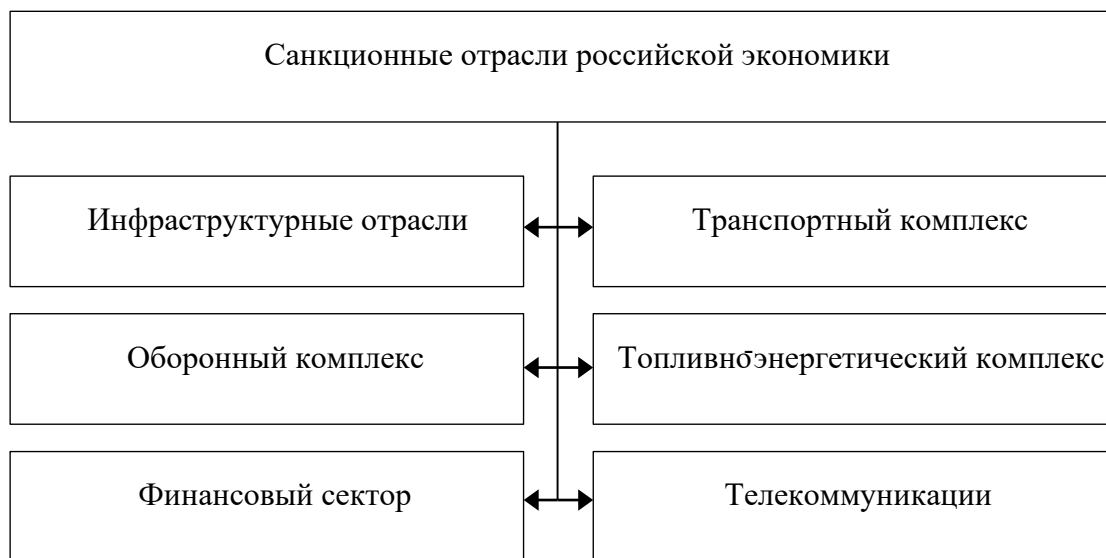 Санкционные отрасли российской экономики
Инфраструктурные отрасли
Транспортный комплекс
Оборонный комплекс
Топливно-энергетический комплекс
Финансовый сектор
Телекоммуникации